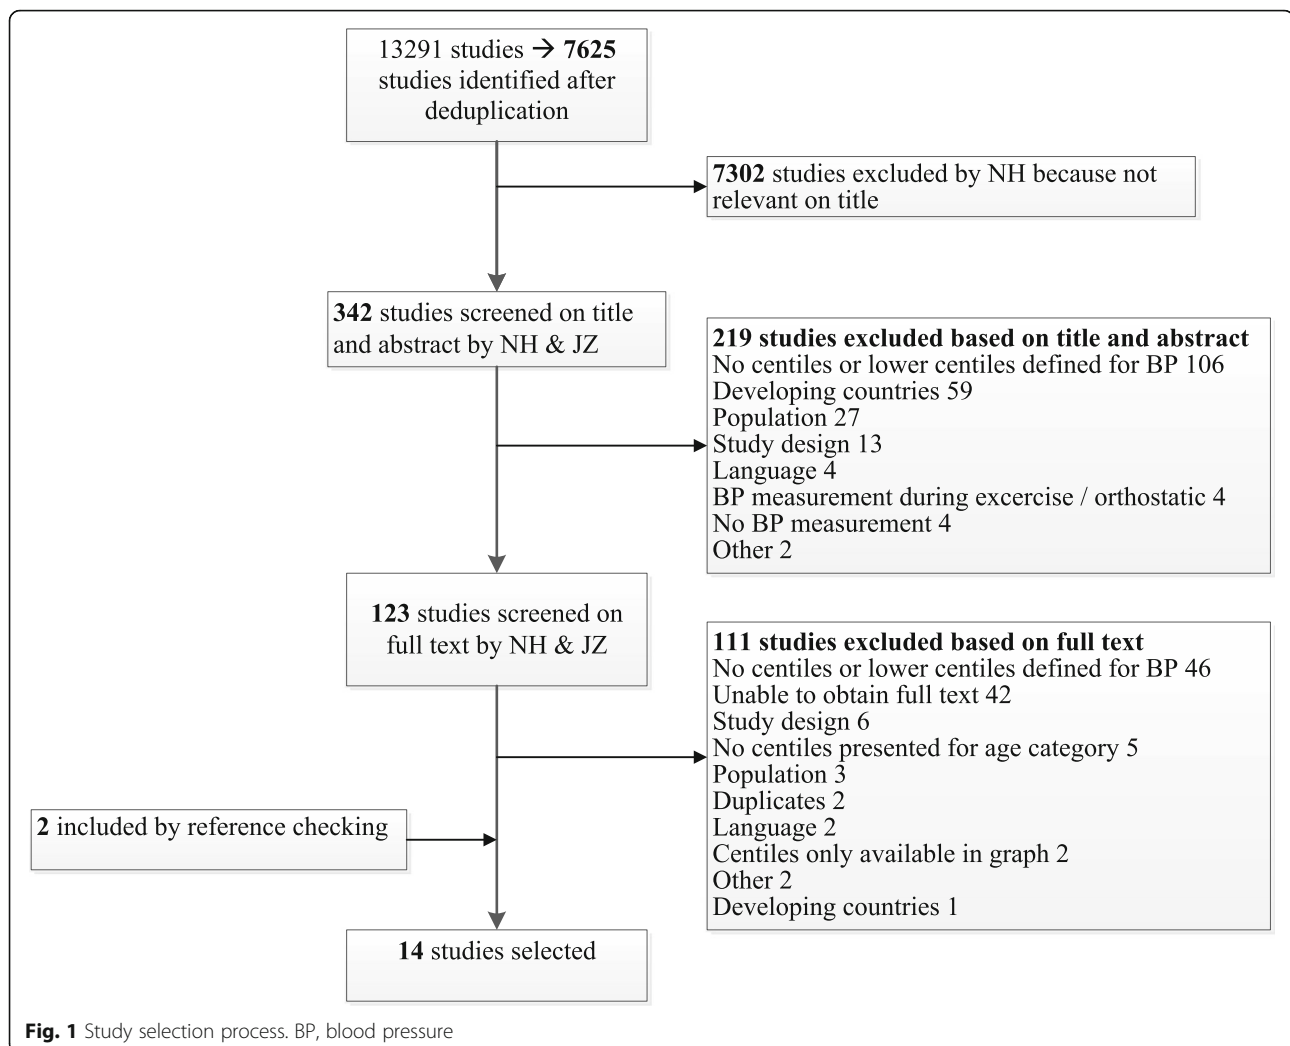 13291 studies → 7625
studies identified after
deduplication
7302 studies excluded by NH because not
relevant on title
342 studies screened on title
and abstract by NH & JZ
219 studies excluded based on title and abstract
No centiles or lower centiles defined for BP 106
Developing countries 59
Population 27
Study design 13
Language 4
BP measurement during excercise / orthostatic 4
No BP measurement 4
Other 2
123 studies screened on
full text by NH & JZ
111 studies excluded based on full text
No centiles or lower centiles defined for BP 46
Unable to obtain full text 42
Study design 6
No centiles presented for age category 5
Population 3
Duplicates 2
Language 2
Centiles only available in graph 2
Other 2
Developing countries 1
2 included by reference checking
14 studies selected
Fig. 1 Study selection process. BP, blood pressure